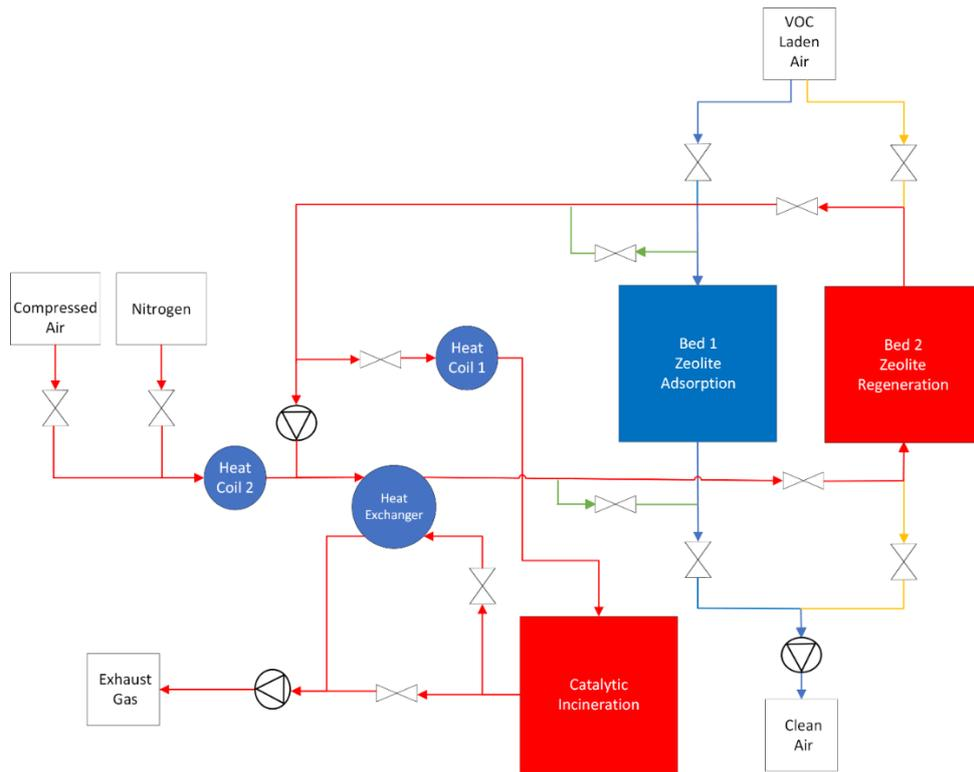 VOC
Laden
Air
Compressed
Air
Nitrogen
Heat
Coil 1
Bed 1
Zeolite
Adsorption
Bed 2
Zeolite
Regeneration
Heat
Coil 2
Heat
Exchanger
Exhaust
Gas
Catalytic
Incineration
Clean
Air